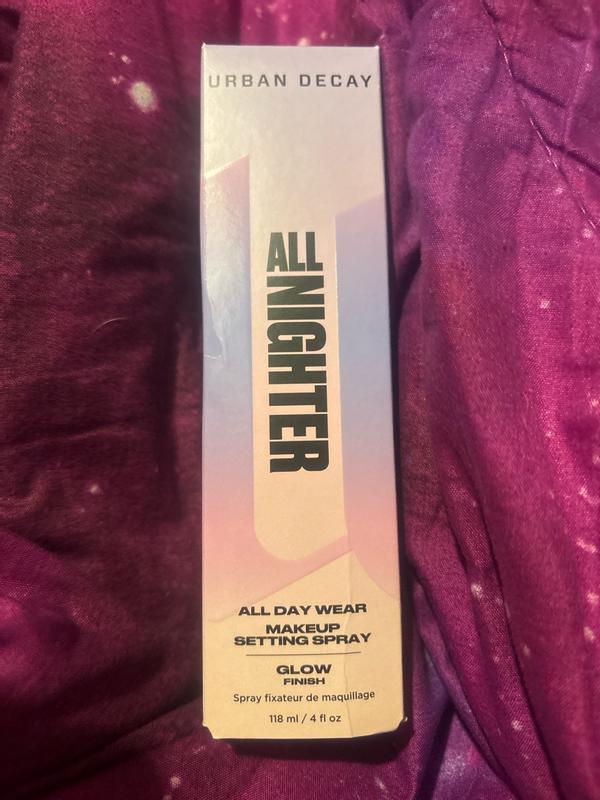 URBAN DECAY
ALL
NIGHTER
ALL DAY WEAR
MAKEUP
SETTING SPRAY
GLOW
FINISH
Spray fixateur de maquillage
118 ml / 4 fl oz